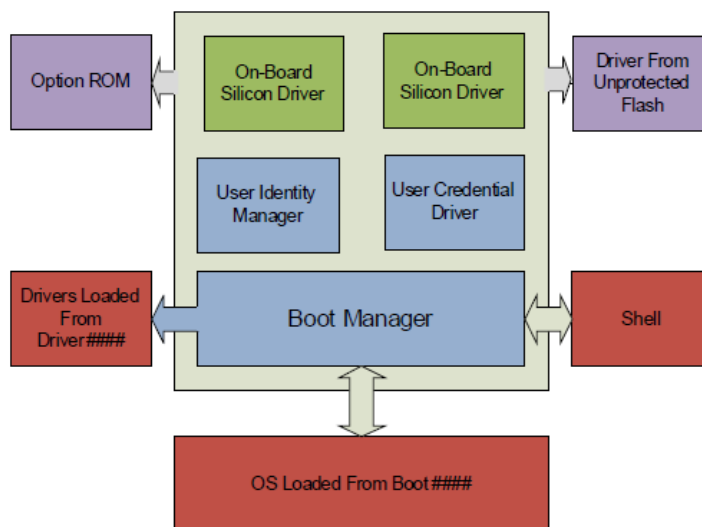 Option ROM
On-Board
Silicon Driver
On-Board
Silicon Driver
Driver From
Unprotected
Flash
User Identity
Manager
User Credential
Driver
Drivers Loaded
From
Driver####
Boot Manager
Shell
OS Loaded From Boot####